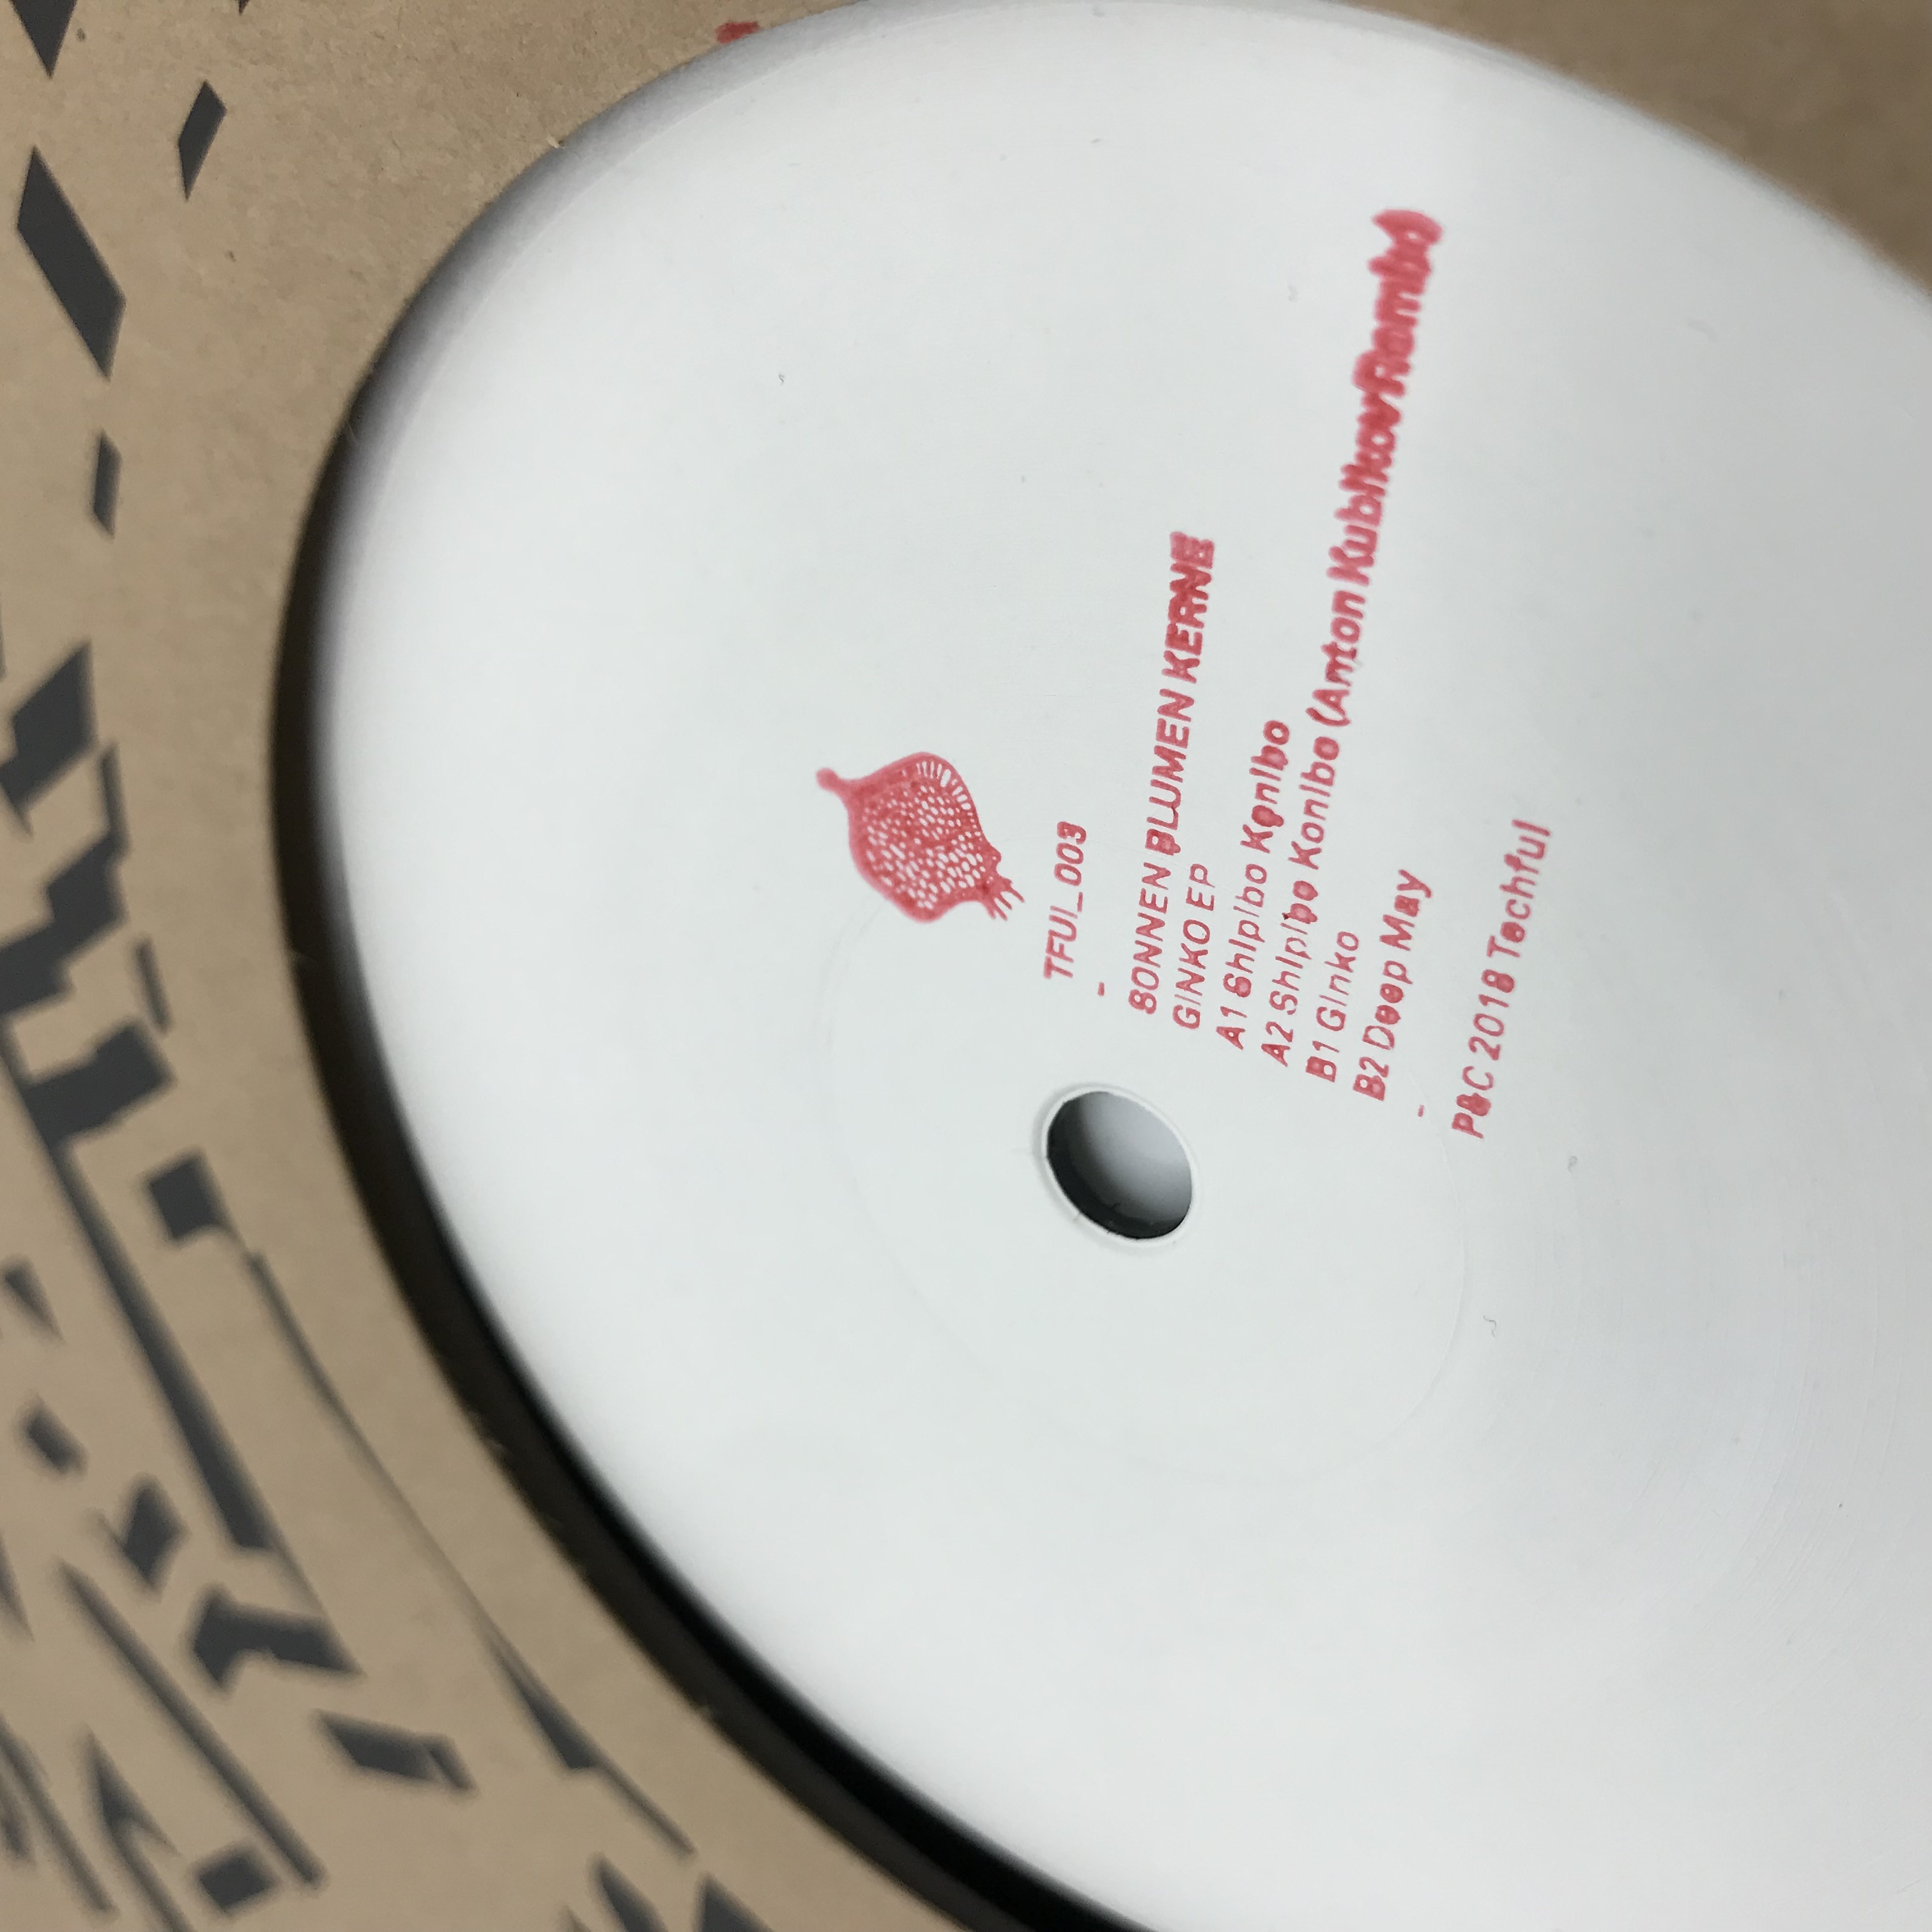 TFUL_003
-
SONNEN BLUMEN KERNE
GINKO EP
A1 Shipibo Konibo
A2 Shipibo Konibo (Anton Kubikov Remix)
B1 Ginko
B2 Deep May
-
P&C 2018 Techful